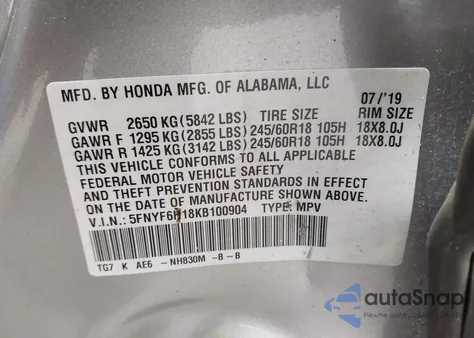 MFD. BY HONDA MFG. OF ALABAMA, LLC
07/'19
GVWR 2650 KG (5842 LBS) TIRE SIZE RIM SIZE
GAWR F 1295 KG (2855 LBS) 245/60R18 105H 18X8.0J
GAWR R 1425 KG (3142 LBS) 245/60R18 105H 18X8.0J
THIS VEHICLE CONFORMS TO ALL APPLICABLE
FEDERAL MOTOR VEHICLE SAFETY
AND THEFT PREVENTION STANDARDS IN EFFECT
ON THE DATE OF MANUFACTURE SHOWN ABOVE.
V.I.N.: TYPE: MPV
TG7 K AE6 -NH830M -B -B
autoSnap